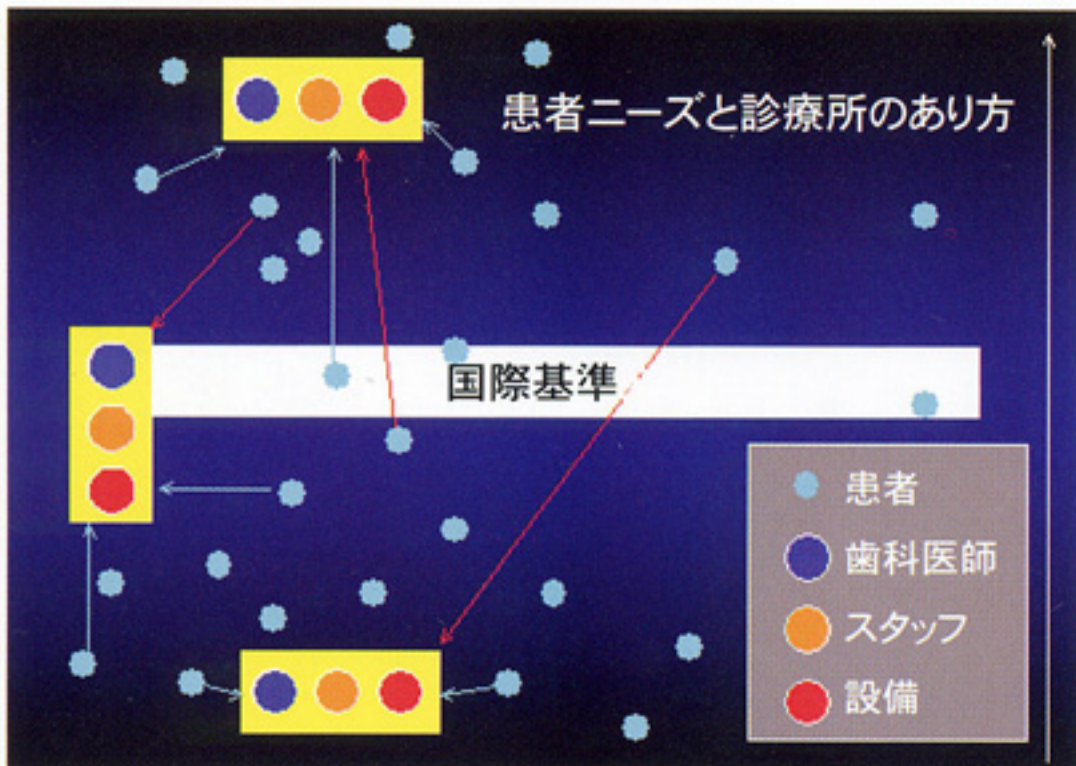 患者ニーズと診療所のあり方
国際基準
患者
歯科医師
スタッフ
設備